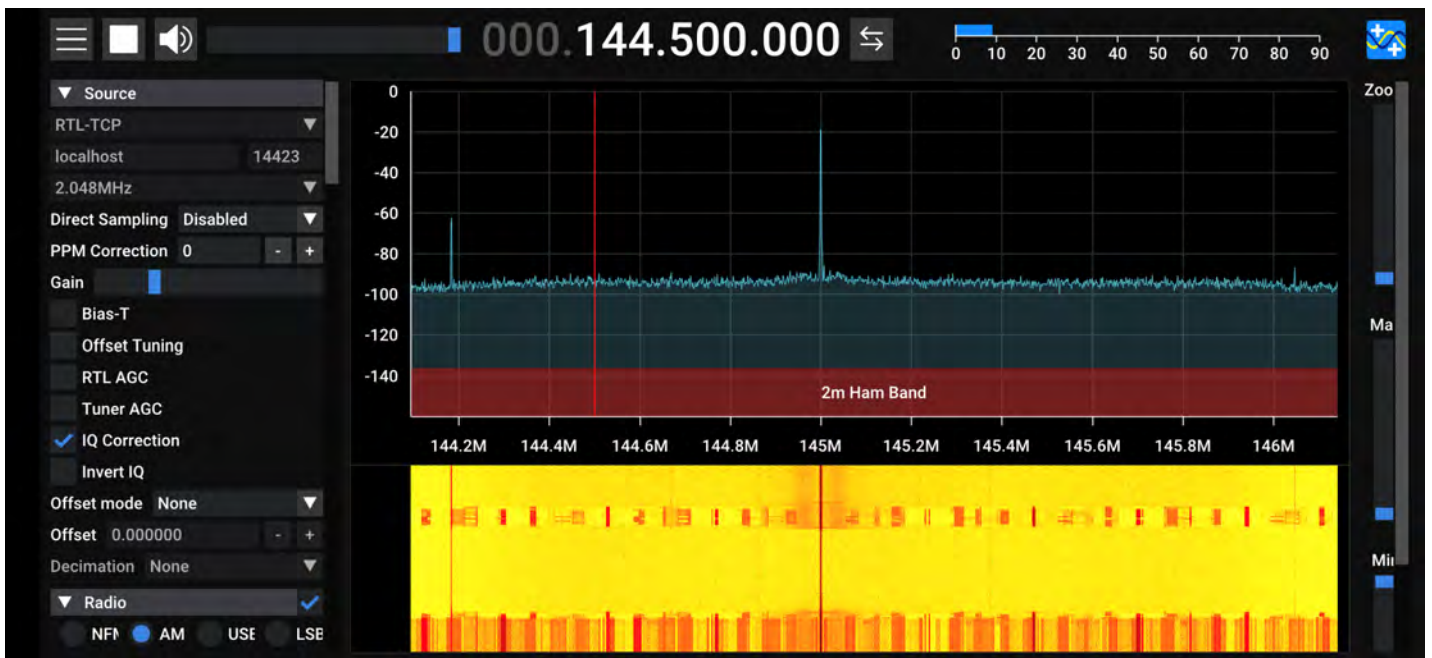 000.144.500.000
0 10 20 30 40 50 60 70 80 90
Source
RTL-TCP
localhost 14423
2.048MHz
Direct Sampling Disabled
PPM Correction 0 - +
Gain
Bias-T
Offset Tuning
RTL AGC
Tuner AGC
IQ Correction
Invert IQ
Offset mode None
Offset 0.000000 - +
Decimation None
Radio
NFM AM USB LSB
0
-20
-40
-60
-80
-100
-120
-140
2m Ham Band
144.2M 144.4M 144.6M 144.8M 145M 145.2M 145.4M 145.6M 145.8M 146M
Zoo
Ma
Mi